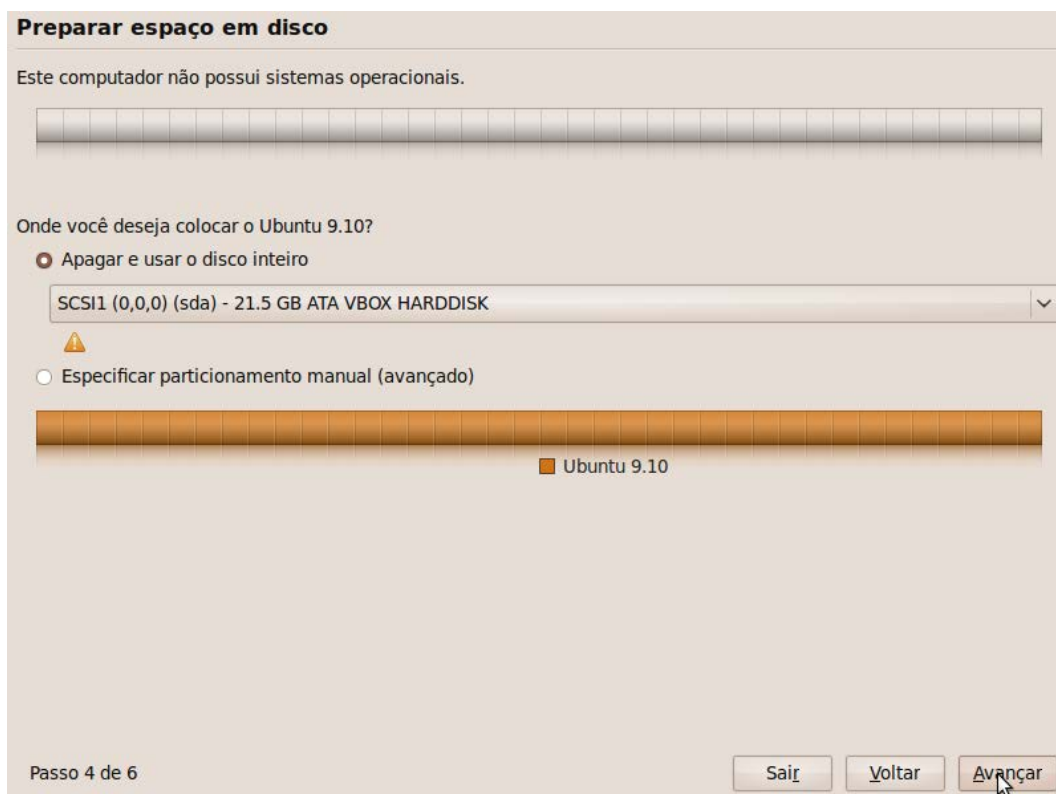 Preparar espaço em disco
Este computador não possui sistemas operacionais.
Onde você deseja colocar o Ubuntu 9.10?
Apagar e usar o disco inteiro
SCSI1 (0,0,0) (sda) - 21.5 GB ATA VBOX HARDDISK
Especificar particionamento manual (avançado)
Ubuntu 9.10
Passo 4 de 6
Sair
Voltar
Avançar